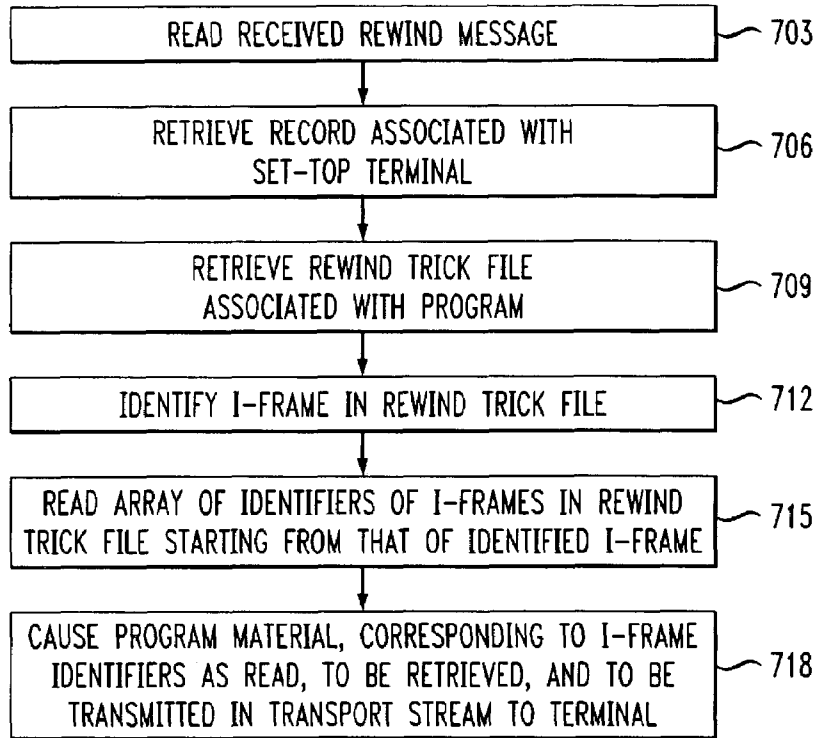 READ RECEIVED REWIND MESSAGE
703
RETRIEVE RECORD ASSOCIATED WITH
SET-TOP TERMINAL
706
RETRIEVE REWIND TRICK FILE
ASSOCIATED WITH PROGRAM
709
IDENTIFY I-FRAME IN REWIND TRICK FILE
712
READ ARRAY OF IDENTIFIERS OF I-FRAMES IN REWIND
TRICK FILE STARTING FROM THAT OF IDENTIFIED I-FRAME
715
CAUSE PROGRAM MATERIAL, CORRESPONDING TO I-FRAME
IDENTIFIERS AS READ, TO BE RETRIEVED, AND TO BE
TRANSMITTED IN TRANSPORT STREAM TO TERMINAL
718